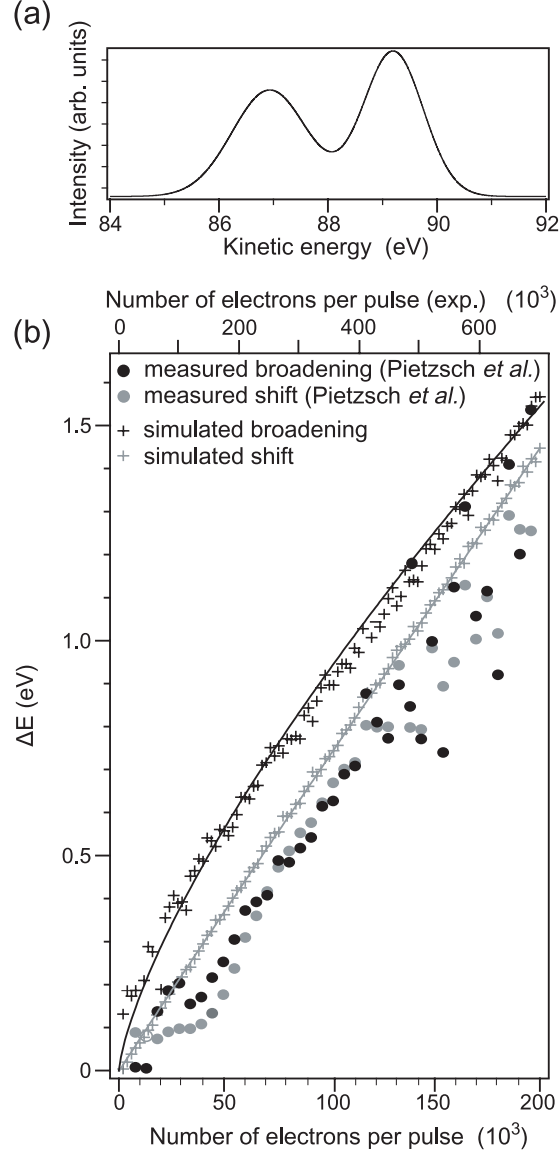 (a)
Intensity (arb. units)
84 86 88 90 92
Kinetic energy (eV)
(b)
Number of electrons per pulse (exp.) (10³)
0 200 400 600
measured broadening (Pietzsch et al.)
measured shift (Pietzsch et al.)
simulated broadening
simulated shift
1.5
1.0
ΔE (eV)
0.5
0
0 50 100 150 200
Number of electrons per pulse (10³)